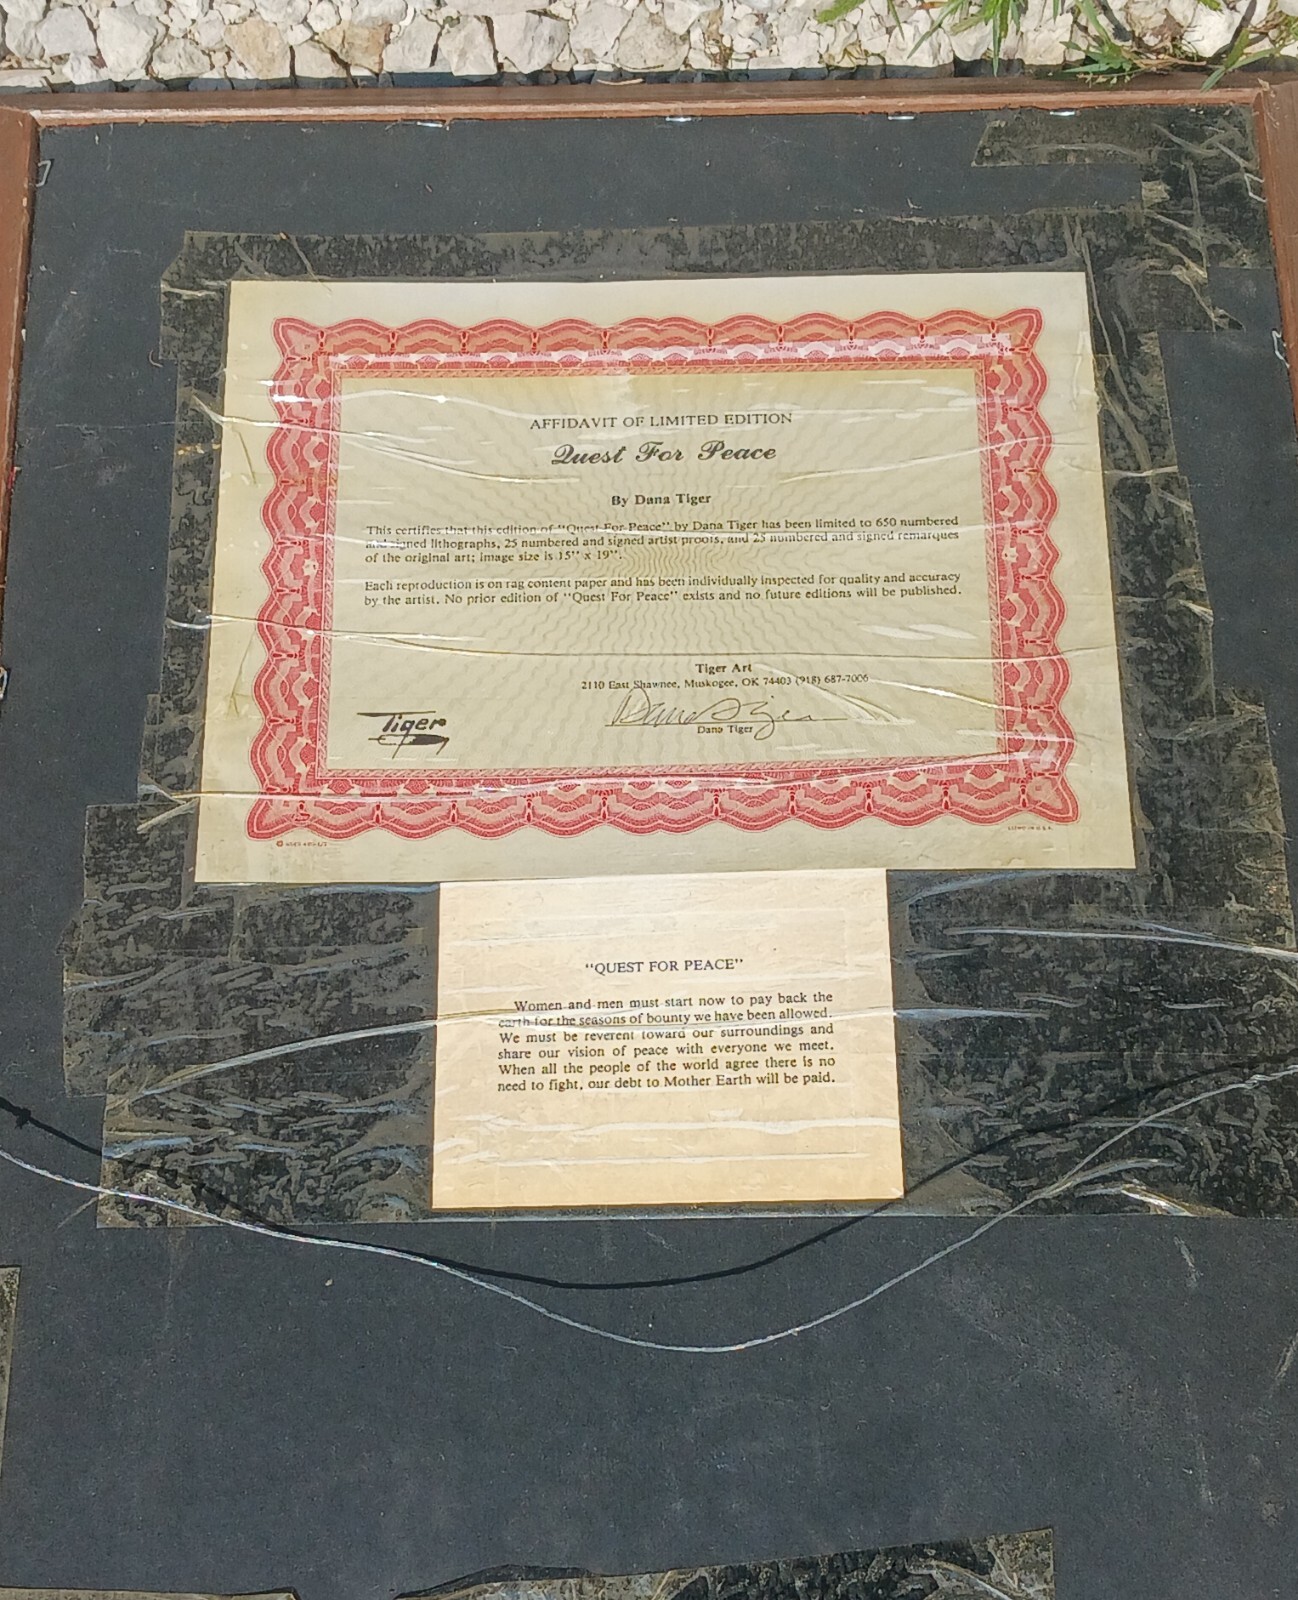 AFFIDAVIT OF LIMITED EDITION
Quest For Peace
By Dana Tiger
This certifies that this edition of "Quest For Peace" by Dana Tiger has been limited to 650 numbered
and signed lithographs, 25 numbered and signed artist proofs, and 25 numbered and signed remarques
of the original art; image size is 15" x 19".
Each reproduction is on rag content paper and has been individually inspected for quality and accuracy
by the artist. No prior edition of "Quest For Peace" exists and no future editions will be published.
Tiger Art
2110 East Shawnee, Muskogee, OK 74403 (918) 687-7006
Tiger
Dana Tiger
Dana Tiger
LITHO IN U.S.A.
"QUEST FOR PEACE"
Women and men must start now to pay back the
earth for the seasons of bounty we have been allowed.
We must be reverent toward our surroundings and
share our vision of peace with everyone we meet.
When all the people of the world agree there is no
need to fight, our debt to Mother Earth will be paid.